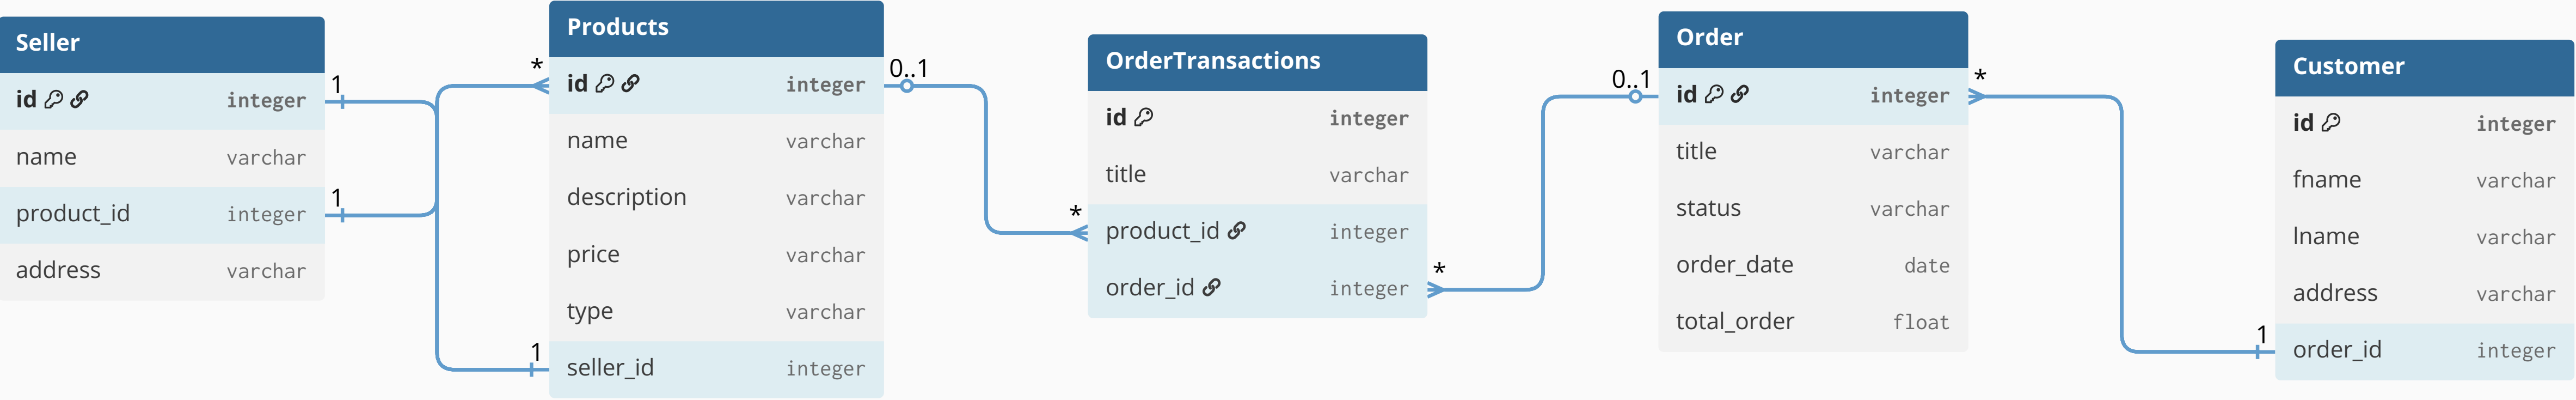 Seller
id integer
name varchar
product_id integer
address varchar
1
1
*
1
Products
id integer
name varchar
description varchar
price varchar
type varchar
seller_id integer
0..1
*
OrderTransactions
id integer
title varchar
product_id integer
order_id integer
*
0..1
Order
id integer
title varchar
status varchar
order_date date
total_order float
*
1
Customer
id integer
fname varchar
lname varchar
address varchar
order_id integer